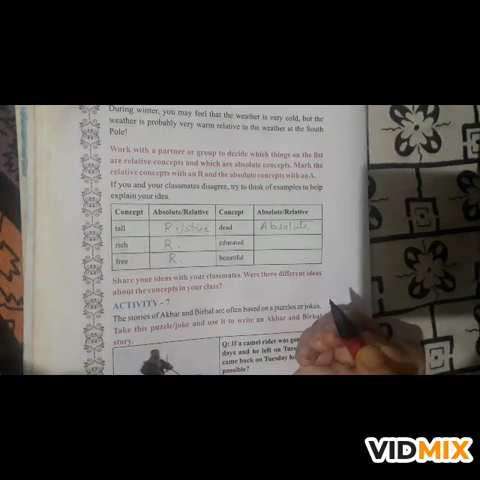 During winter, you may feel that the weather is very cold, but the
weather is probably very warm relative to the weather at the South
Pole!
Work with a partner or group to decide which things on the list
are relative concepts and which are absolute concepts. Mark the
relative concepts with an R and the absolute concepts with an A.
If you and your classmates disagree, try to think of examples to help
explain your idea.
Concept Absolute/Relative Concept Absolute/Relative
tall Relative dead Absolute
rich R. educated
free R. beautiful
Share your ideas with your classmates. Were there different ideas
about the concepts in your class?
ACTIVITY - 7
The stories of Akbar and Birbal are often based on a puzzles or jokes.
Take this puzzle/joke and use it to write an Akbar and Birbal
story.
Q: If a camel rider was gon
days and he left on Tues
came back on Tuesday h
possible?
VIDMIX